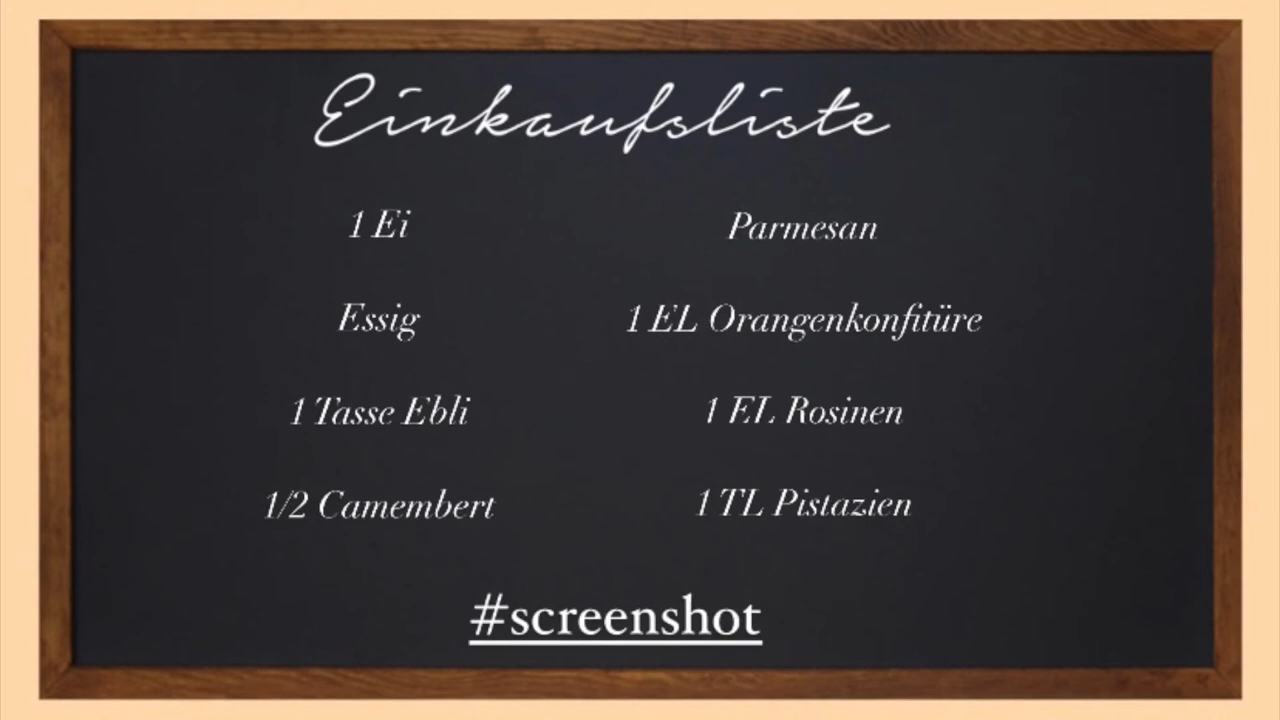 Einkaufsliste
1 Ei
Essig
1 Tasse Ebli
1/2 Camembert
Parmesan
1 EL Orangenkonfitüre
1 EL Rosinen
1 TL Pistazien
#screenshot